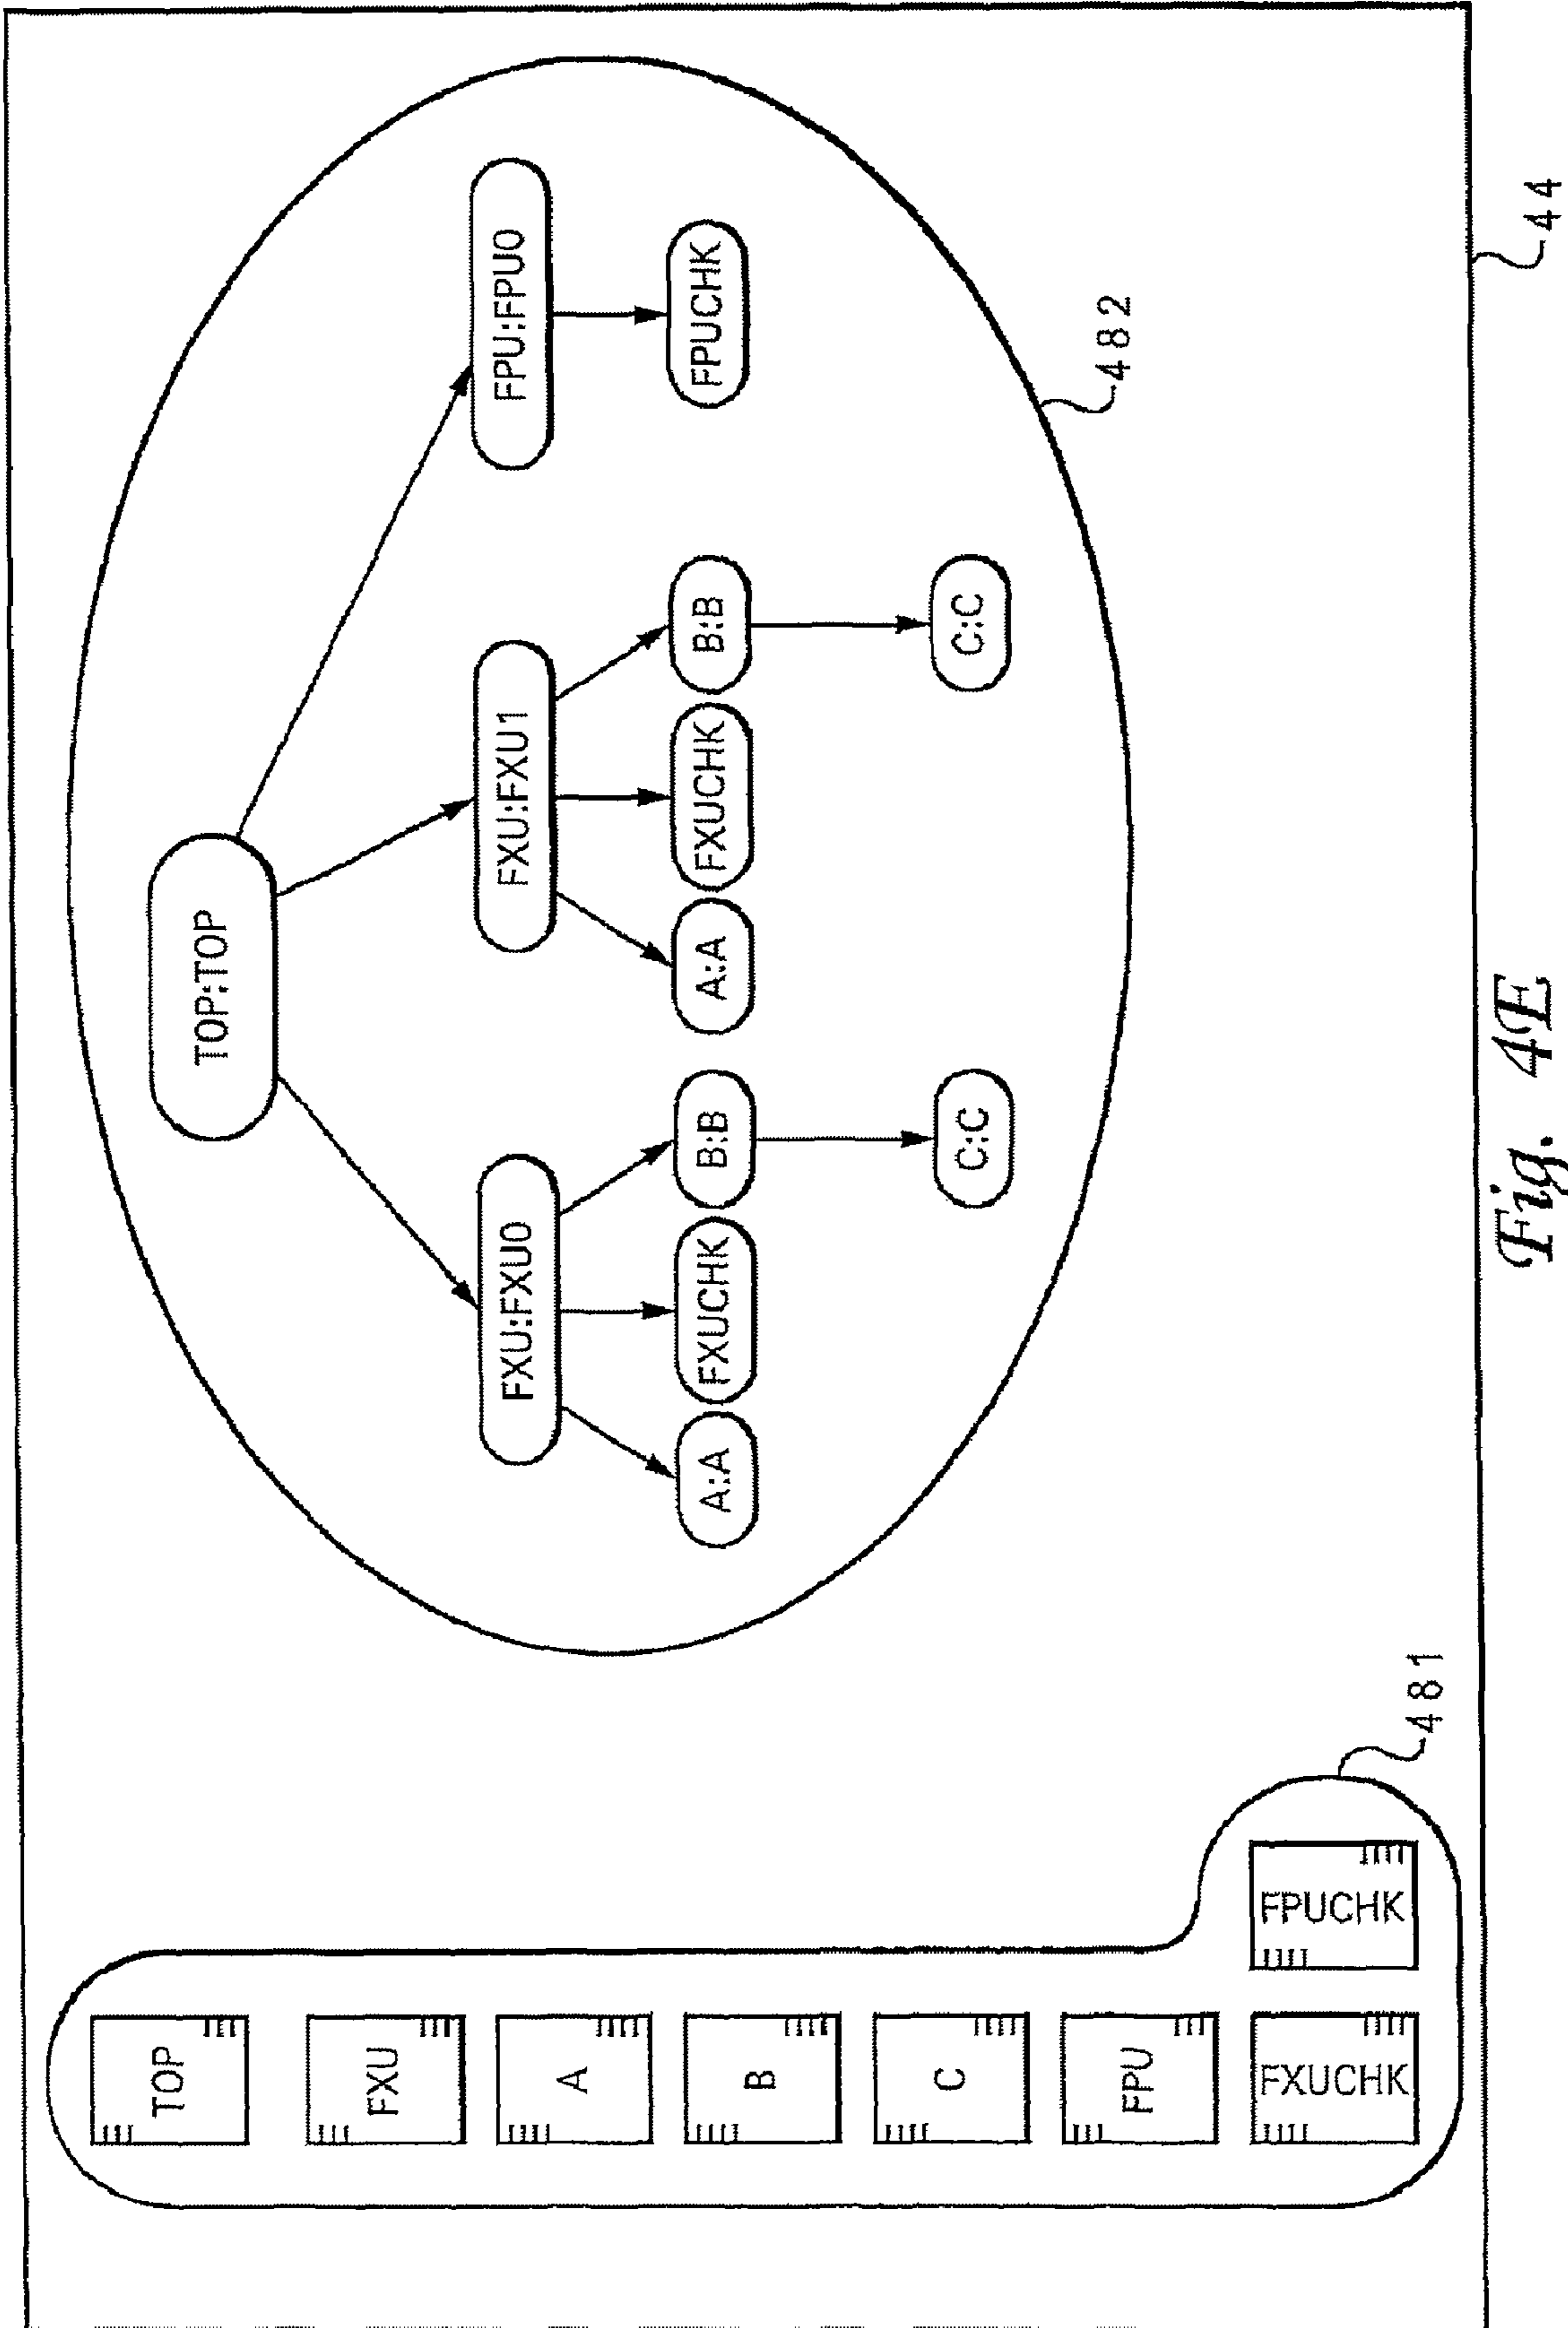 TOP
FXU
A
B
C
FPU
FXUCHK
FPUCHK
481
TOP:TOP
FXU:FXU0
FXU:FXU1
FPU:FPU0
A:A
FXUCHK
B:B
A:A
FXUCHK
B:B
FPUCHK
C:C
C:C
482
44
Fig. 4E